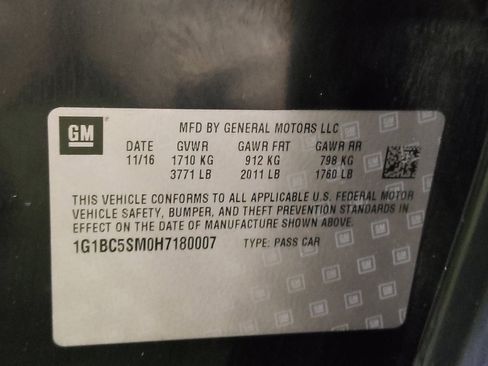 GM
MFD BY GENERAL MOTORS LLC
DATE GVWR GAWR FRT GAWR RR
11/16 1710 KG 912 KG 798 KG
3771 LB 2011 LB 1760 LB
THIS VEHICLE CONFORMS TO ALL APPLICABLE U.S. FEDERAL MOTOR
VEHICLE SAFETY, BUMPER, AND THEFT PREVENTION STANDARDS IN
EFFECT ON THE DATE OF MANUFACTURE SHOWN ABOVE.
1G1BC5SM0H7180007 TYPE: PASS CAR